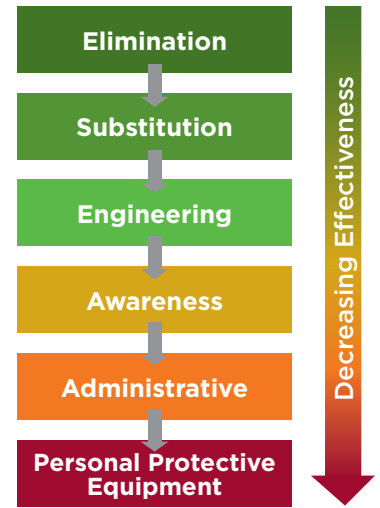 Elimination
Substitution
Engineering
Awareness
Administrative
Personal Protective
Equipment
Decreasing Effectiveness